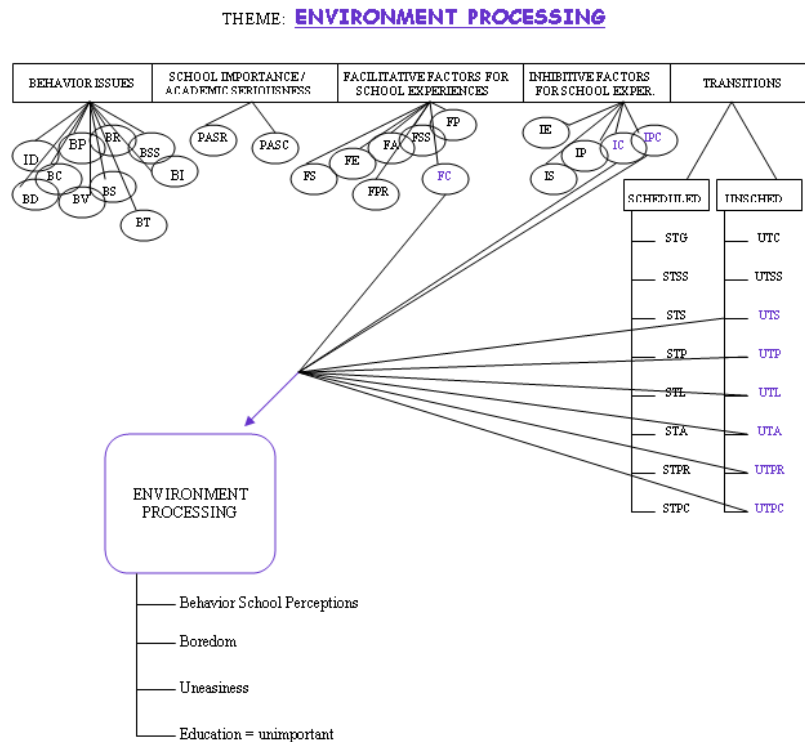 THEME: ENVIRONMENT PROCESSING
BEHAVIOR ISSUES
SCHOOL IMPORTANCE /
ACADEMIC SERIOUSNESS
FACILITATIVE FACTORS FOR
SCHOOL EXPERIENCES
INHIBITIVE FACTORS
FOR SCHOOL EXPER.
TRANSITIONS
ID
BP
BR
BSS
BI
BD
BC
BV
BS
BT
PASR
PASC
FS
FE
FA
FSS
FP
FPR
FC
IE
IS
IP
IC
IPC
SCHEDULED
UNSCHED
STG
UTC
STSS
UTSS
STS
UTS
STP
UTP
STL
UTL
STA
UTA
STPR
UTPR
STPC
UTPC
ENVIRONMENT
PROCESSING
Behavior School Perceptions
Boredom
Uneasiness
Education = unimportant